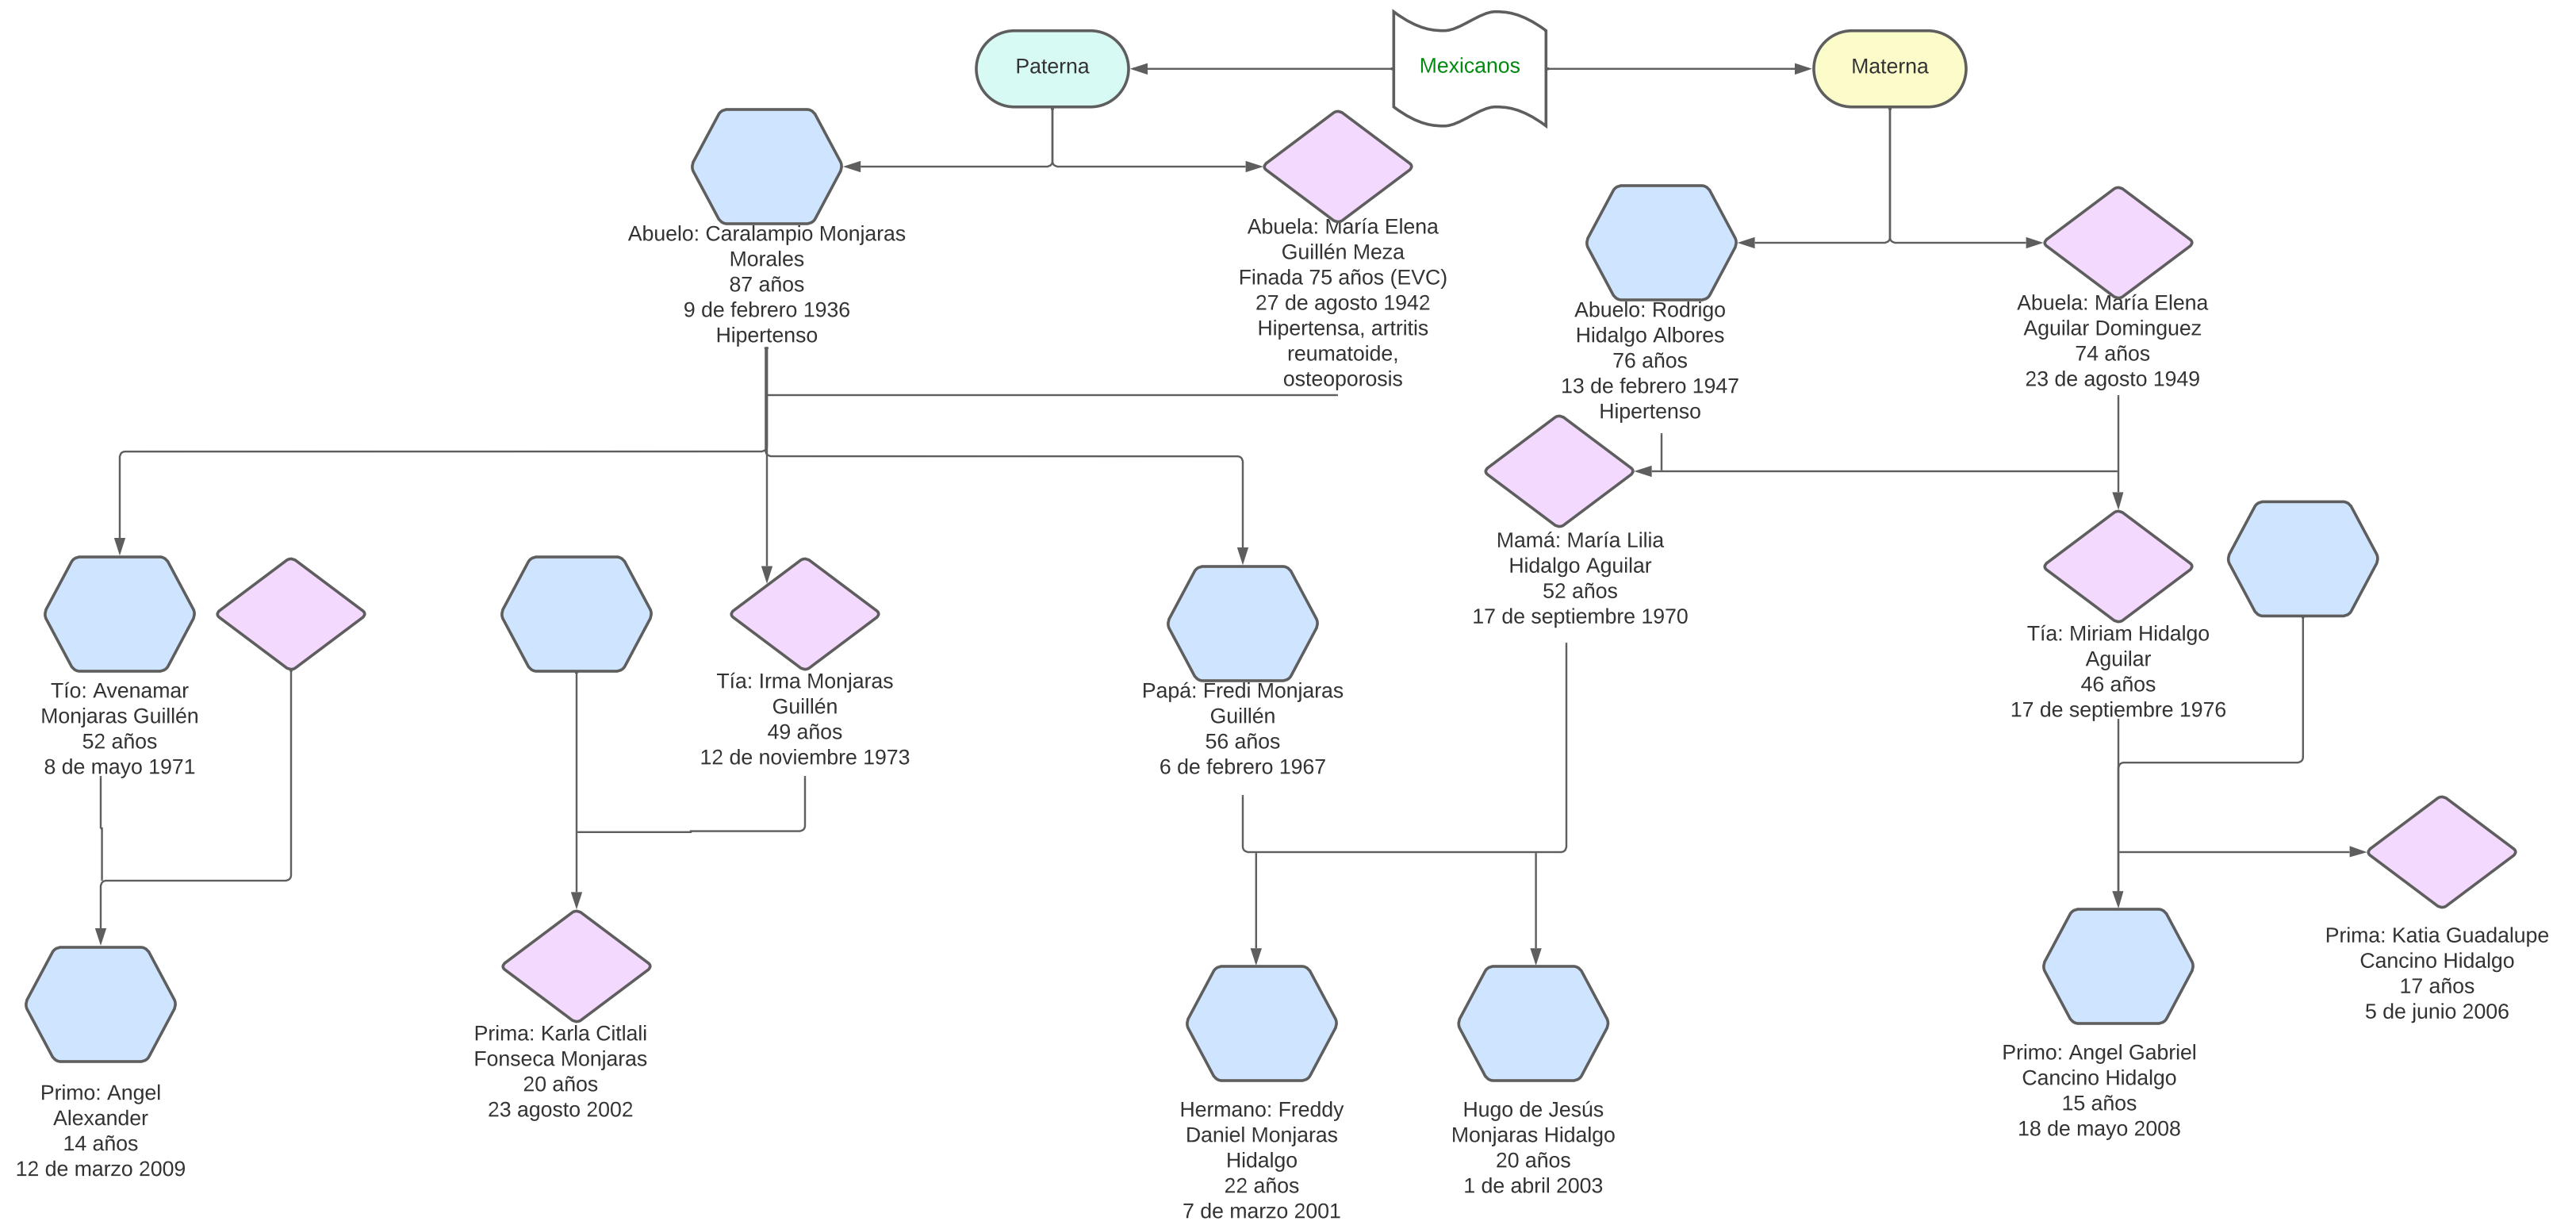 Paterna
Mexicanos
Materna
Abuelo: Caralampio Monjaras
Morales
87 años
9 de febrero 1936
Hipertenso
Abuela: María Elena
Guillén Meza
Finada 75 años (EVC)
27 de agosto 1942
Hipertensa, artritis
reumatoide,
osteoporosis
Abuelo: Rodrigo
Hidalgo Albores
76 años
13 de febrero 1947
Hipertenso
Abuela: María Elena
Aguilar Dominguez
74 años
23 de agosto 1949
Tío: Avenamar
Monjaras Guillén
52 años
8 de mayo 1971
Tía: Irma Monjaras
Guillén
49 años
12 de noviembre 1973
Papá: Fredi Monjaras
Guillén
56 años
6 de febrero 1967
Mamá: María Lilia
Hidalgo Aguilar
52 años
17 de septiembre 1970
Tía: Miriam Hidalgo
Aguilar
46 años
17 de septiembre 1976
Primo: Angel
Alexander
14 años
12 de marzo 2009
Prima: Karla Citlali
Fonseca Monjaras
20 años
23 agosto 2002
Hermano: Freddy
Daniel Monjaras
Hidalgo
22 años
7 de marzo 2001
Hugo de Jesús
Monjaras Hidalgo
20 años
1 de abril 2003
Primo: Angel Gabriel
Cancino Hidalgo
15 años
18 de mayo 2008
Prima: Katia Guadalupe
Cancino Hidalgo
17 años
5 de junio 2006